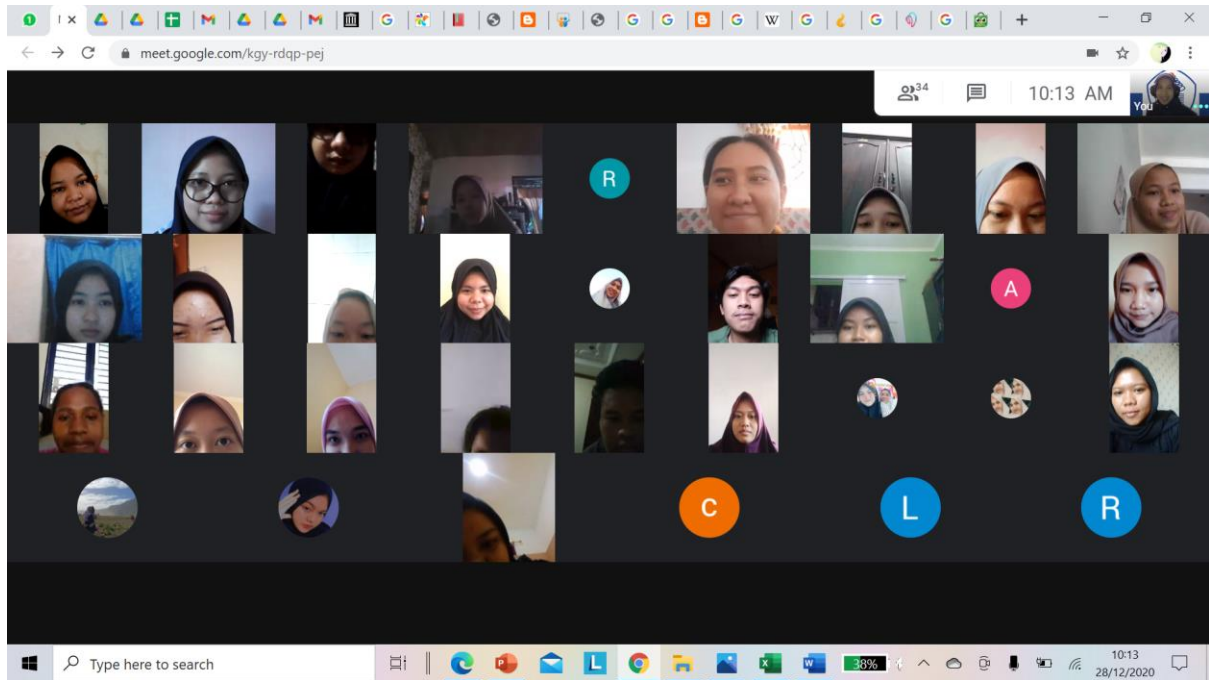 meet.google.com/kgy-rdqp-pej
34
10:13 AM
You
R
A
C
L
R
Type here to search
38%
10:13
28/12/2020